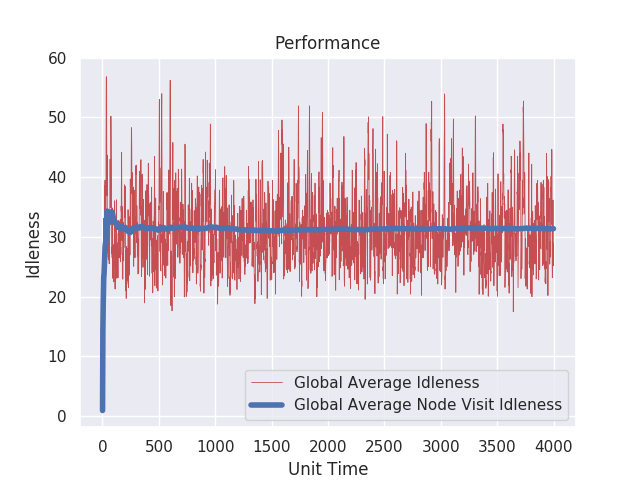 Performance
60
50
40
30
20
10
0
Idleness
Global Average Idleness
Global Average Node Visit Idleness
0 500 1000 1500 2000 2500 3000 3500 4000
Unit Time